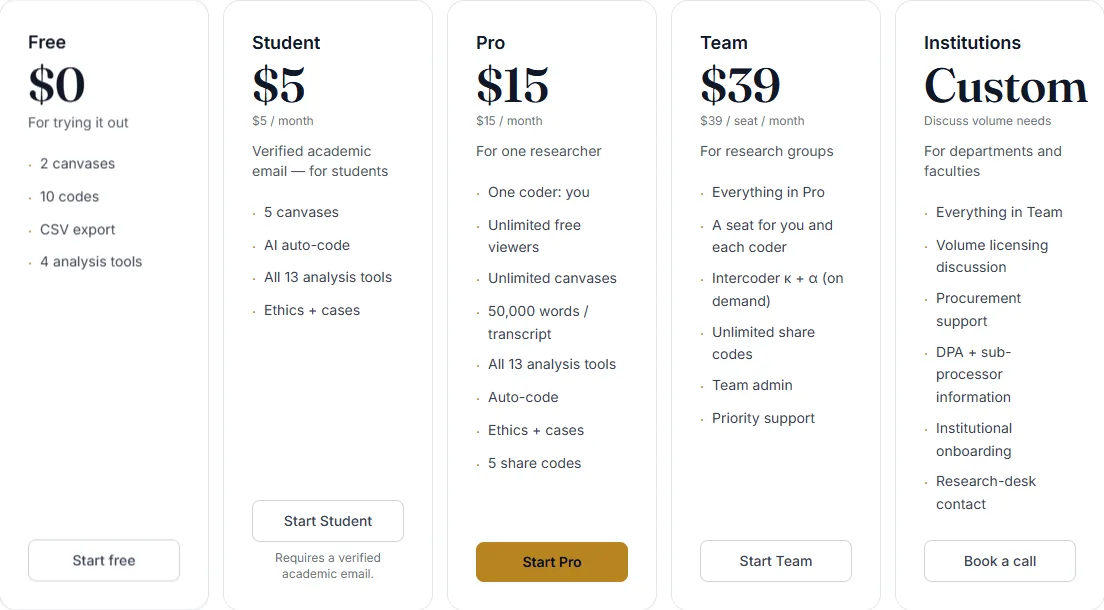 Free
$0
For trying it out
· 2 canvases
· 10 codes
· CSV export
· 4 analysis tools
Start free
Student
$5
$5 / month
Verified academic
email — for students
· 5 canvases
· AI auto-code
· All 13 analysis tools
· Ethics + cases
Start Student
Requires a verified
academic email.
Pro
$15
$15 / month
For one researcher
· One coder: you
· Unlimited free
viewers
· Unlimited canvases
· 50,000 words /
transcript
· All 13 analysis tools
· Auto-code
· Ethics + cases
· 5 share codes
Start Pro
Team
$39
$39 / seat / month
For research groups
· Everything in Pro
· A seat for you and
each coder
· Intercoder κ + α (on
demand)
· Unlimited share
codes
· Team admin
· Priority support
Start Team
Institutions
Custom
Discuss volume needs
For departments and
faculties
· Everything in Team
· Volume licensing
discussion
· Procurement
support
· DPA + sub-
processor
information
· Institutional
onboarding
· Research-desk
contact
Book a call